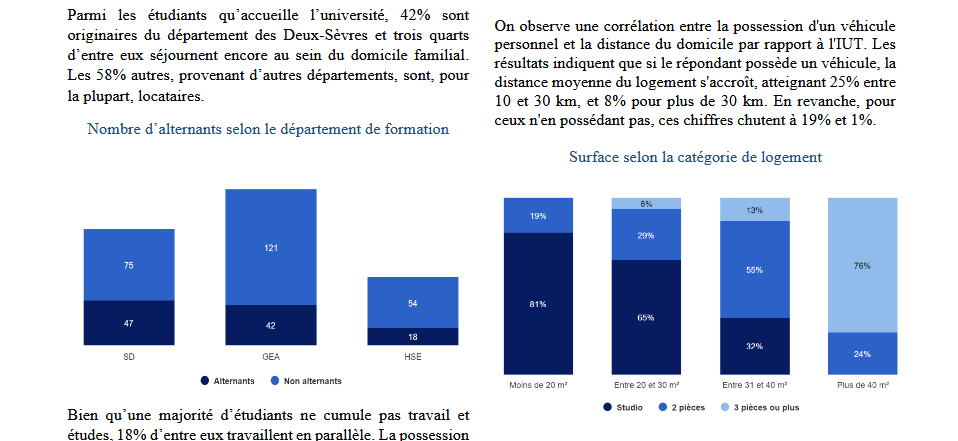 Parmi les étudiants qu’accueille l’université, 42% sont
originaires du département des Deux-Sèvres et trois quarts
d’entre eux séjournent encore au sein du domicile familial.
Les 58% autres, provenant d’autres départements, sont, pour
la plupart, locataires.
Nombre d’alternants selon le département de formation
75
47
121
42
54
18
SD
GEA
HSE
Alternants
Non alternants
Bien qu’une majorité d’étudiants ne cumule pas travail et
études, 18% d’entre eux travaillent en parallèle. La possession
On observe une corrélation entre la possession d'un véhicule
personnel et la distance du domicile par rapport à l'IUT. Les
résultats indiquent que si le répondant possède un véhicule, la
distance moyenne du logement s'accroît, atteignant 25% entre
10 et 30 km, et 8% pour plus de 30 km. En revanche, pour
ceux n'en possédant pas, ces chiffres chutent à 19% et 1%.
Surface selon la catégorie de logement
19%
81%
6%
29%
65%
13%
55%
32%
76%
24%
Moins de 20 m²
Entre 20 et 30 m²
Entre 31 et 40 m²
Plus de 40 m²
Studio
2 pièces
3 pièces ou plus